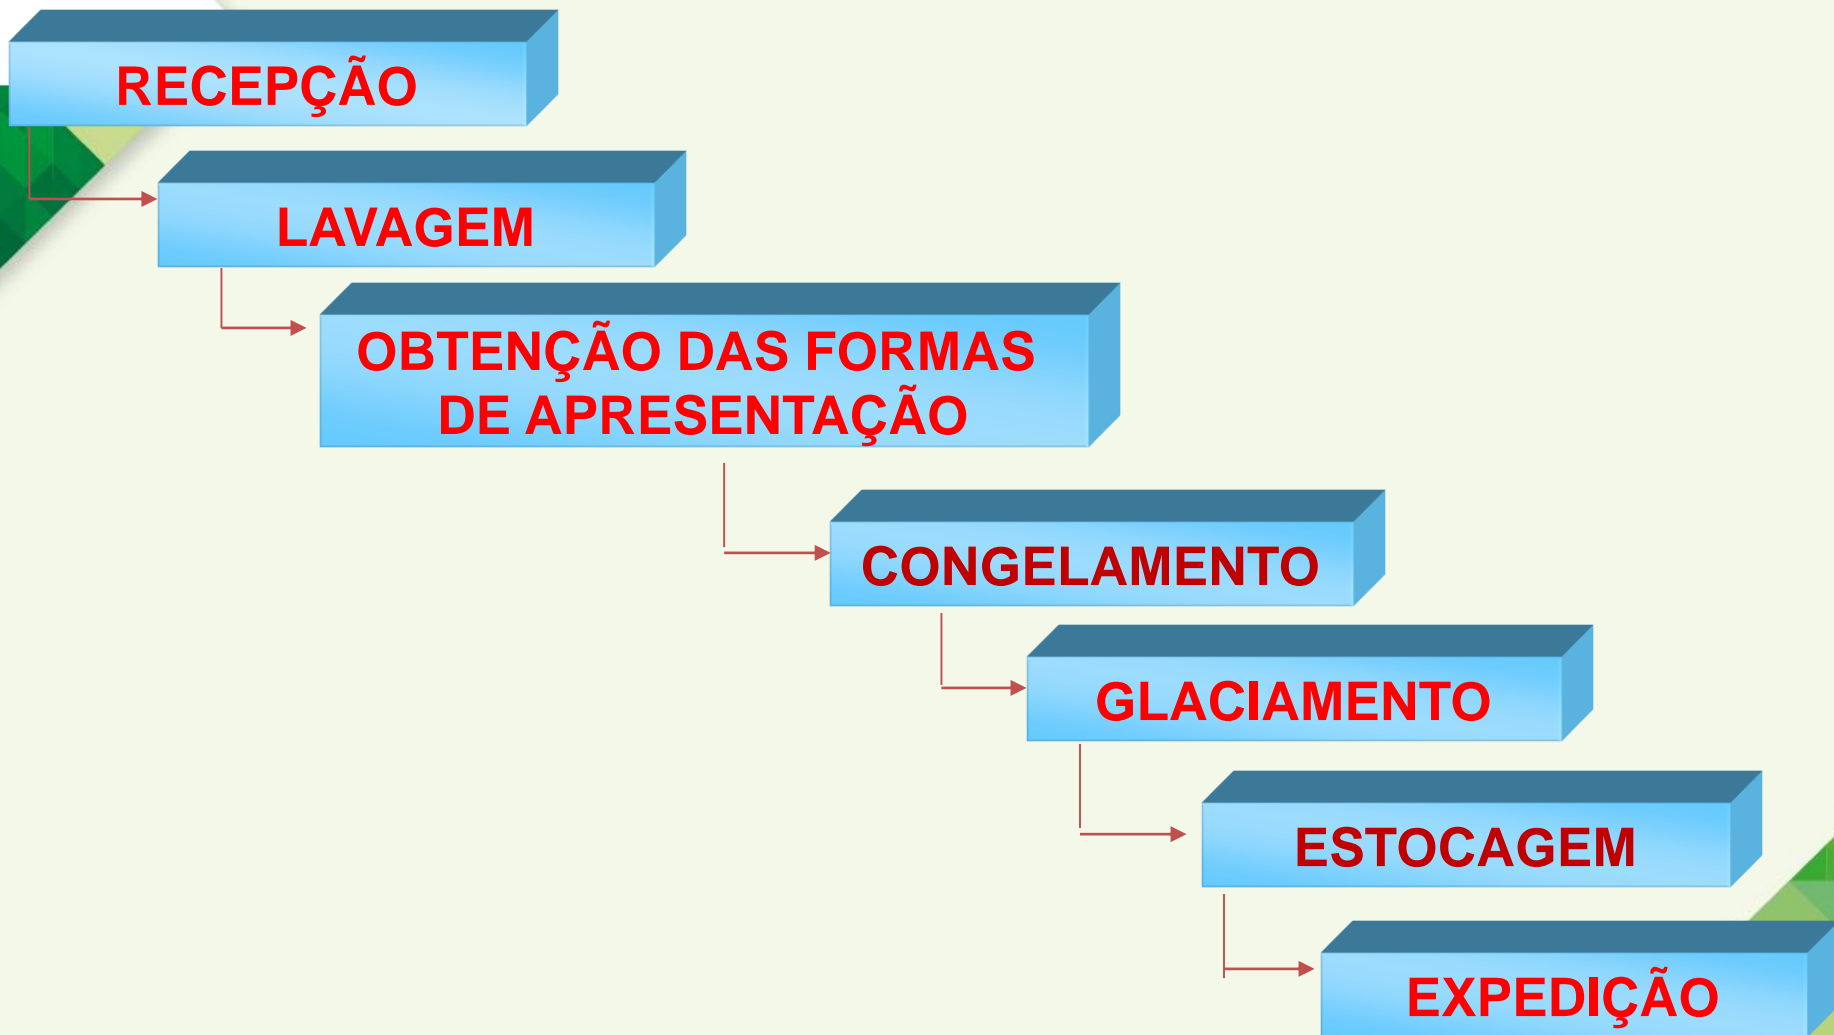 RECEPÇÃO
LAVAGEM
OBTENÇÃO DAS FORMAS
DE APRESENTAÇÃO
CONGELAMENTO
GLACIAMENTO
ESTOCAGEM
EXPEDIÇÃO